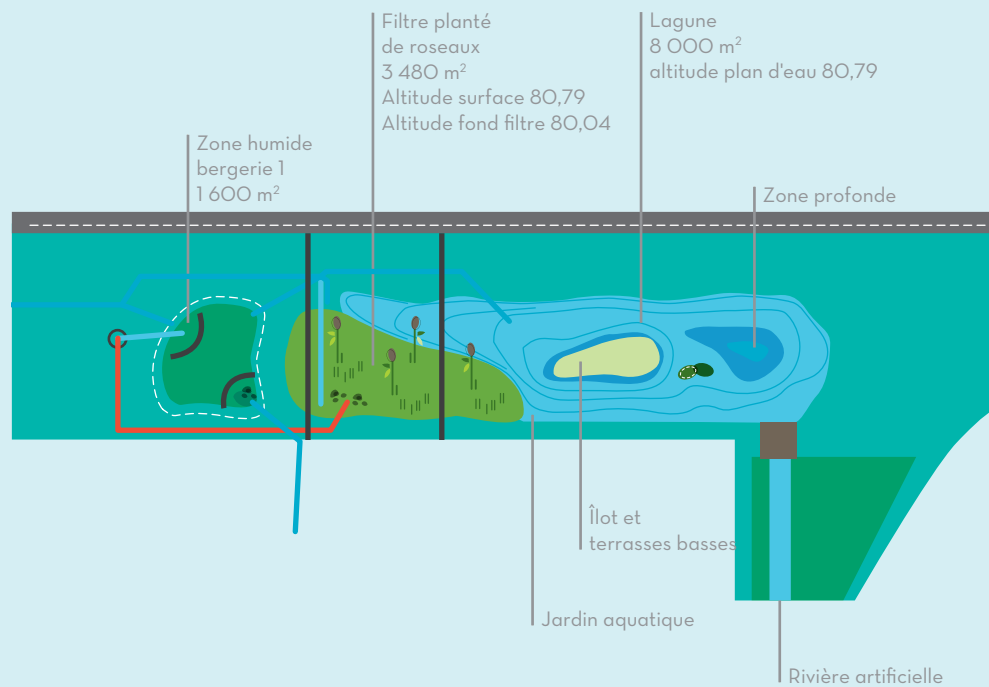 Filtre planté
de roseaux
3 480 m²
Altitude surface 80,79
Altitude fond filtre 80,04
Lagune
8 000 m²
altitude plan d'eau 80,79
Zone humide
bergerie 1
1 600 m²
Zone profonde
Îlot et
terrasses basses
Jardin aquatique
Rivière artificielle